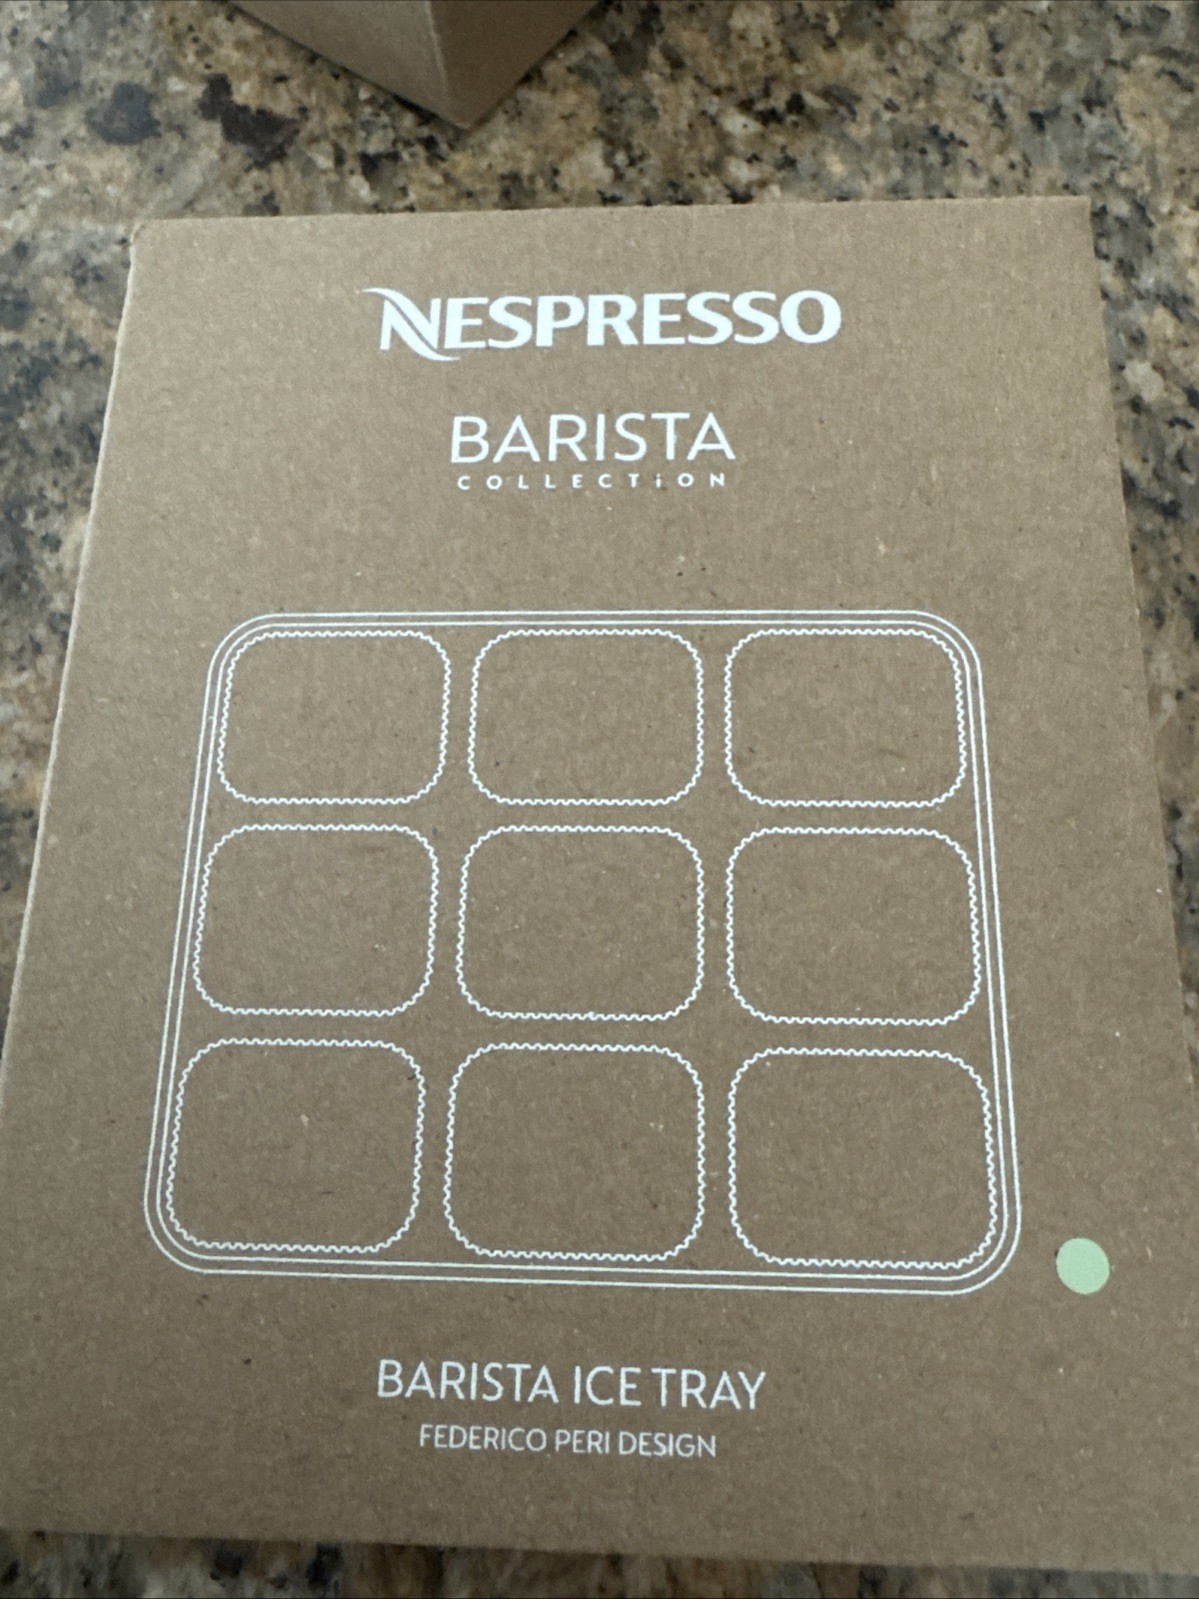 NESPRESSO
BARISTA
COLLECTION
BARISTA ICE TRAY
FEDERICO PERI DESIGN